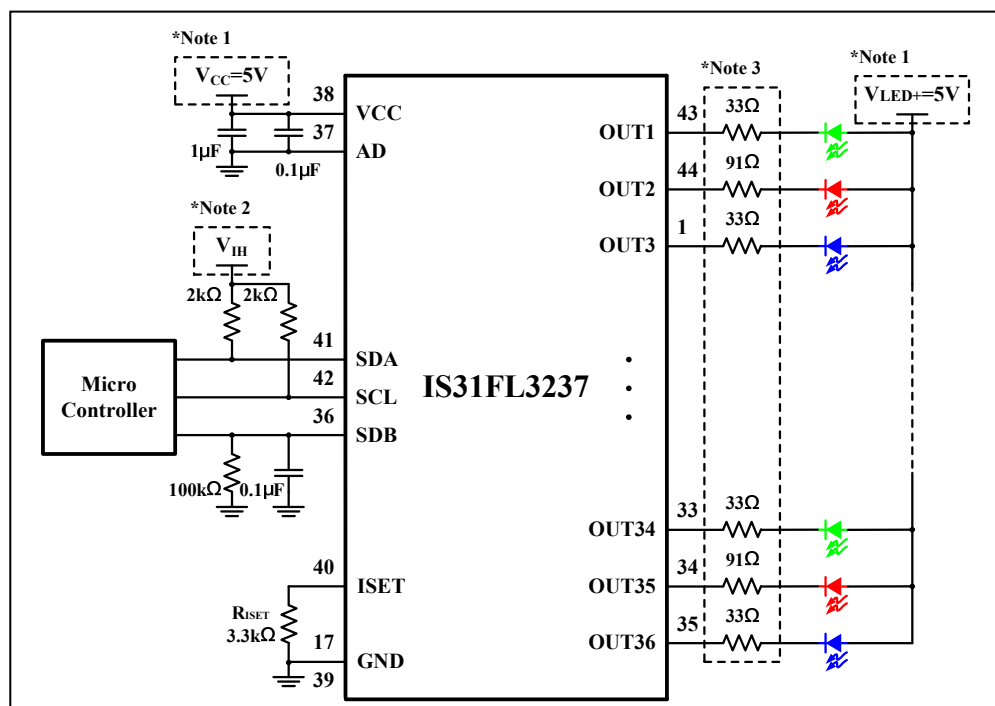 *Note 1
VCC=5V
38
VCC
37
AD
1µF
0.1µF
*Note 2
VIH
2kΩ
2kΩ
Micro
Controller
41
SDA
42
SCL
36
SDB
100kΩ
0.1µF
40
ISET
RISET
3.3kΩ
17
GND
39
IS31FL3237
*Note 3
*Note 1
VLED+=5V
OUT1
43
33Ω
OUT2
44
91Ω
OUT3
1
33Ω
OUT34
33
33Ω
OUT35
34
91Ω
OUT36
35
33Ω